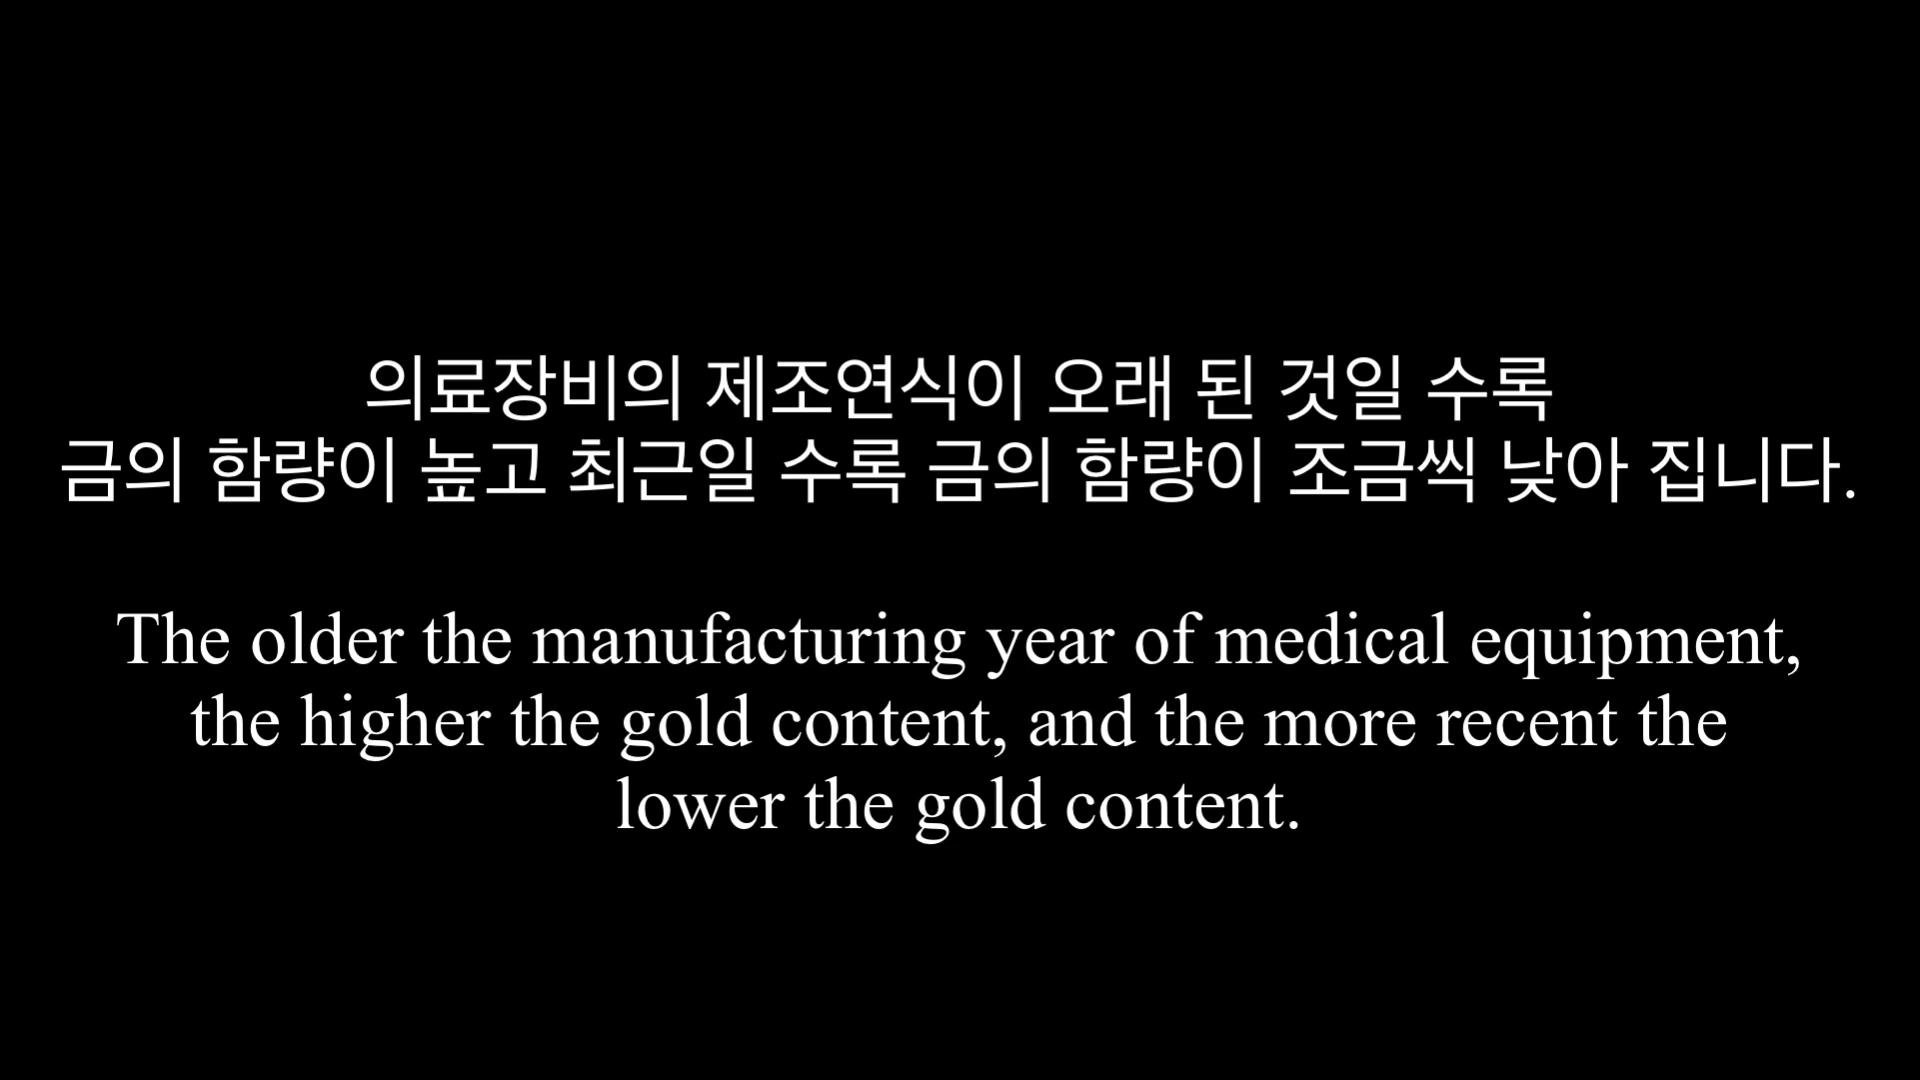 의료장비의 제조연식이 오래 된 것일 수록
금의 함량이 높고 최근일 수록 금의 함량이 조금씩 낮아 집니다.
The older the manufacturing year of medical equipment,
the higher the gold content, and the more recent the
lower the gold content.